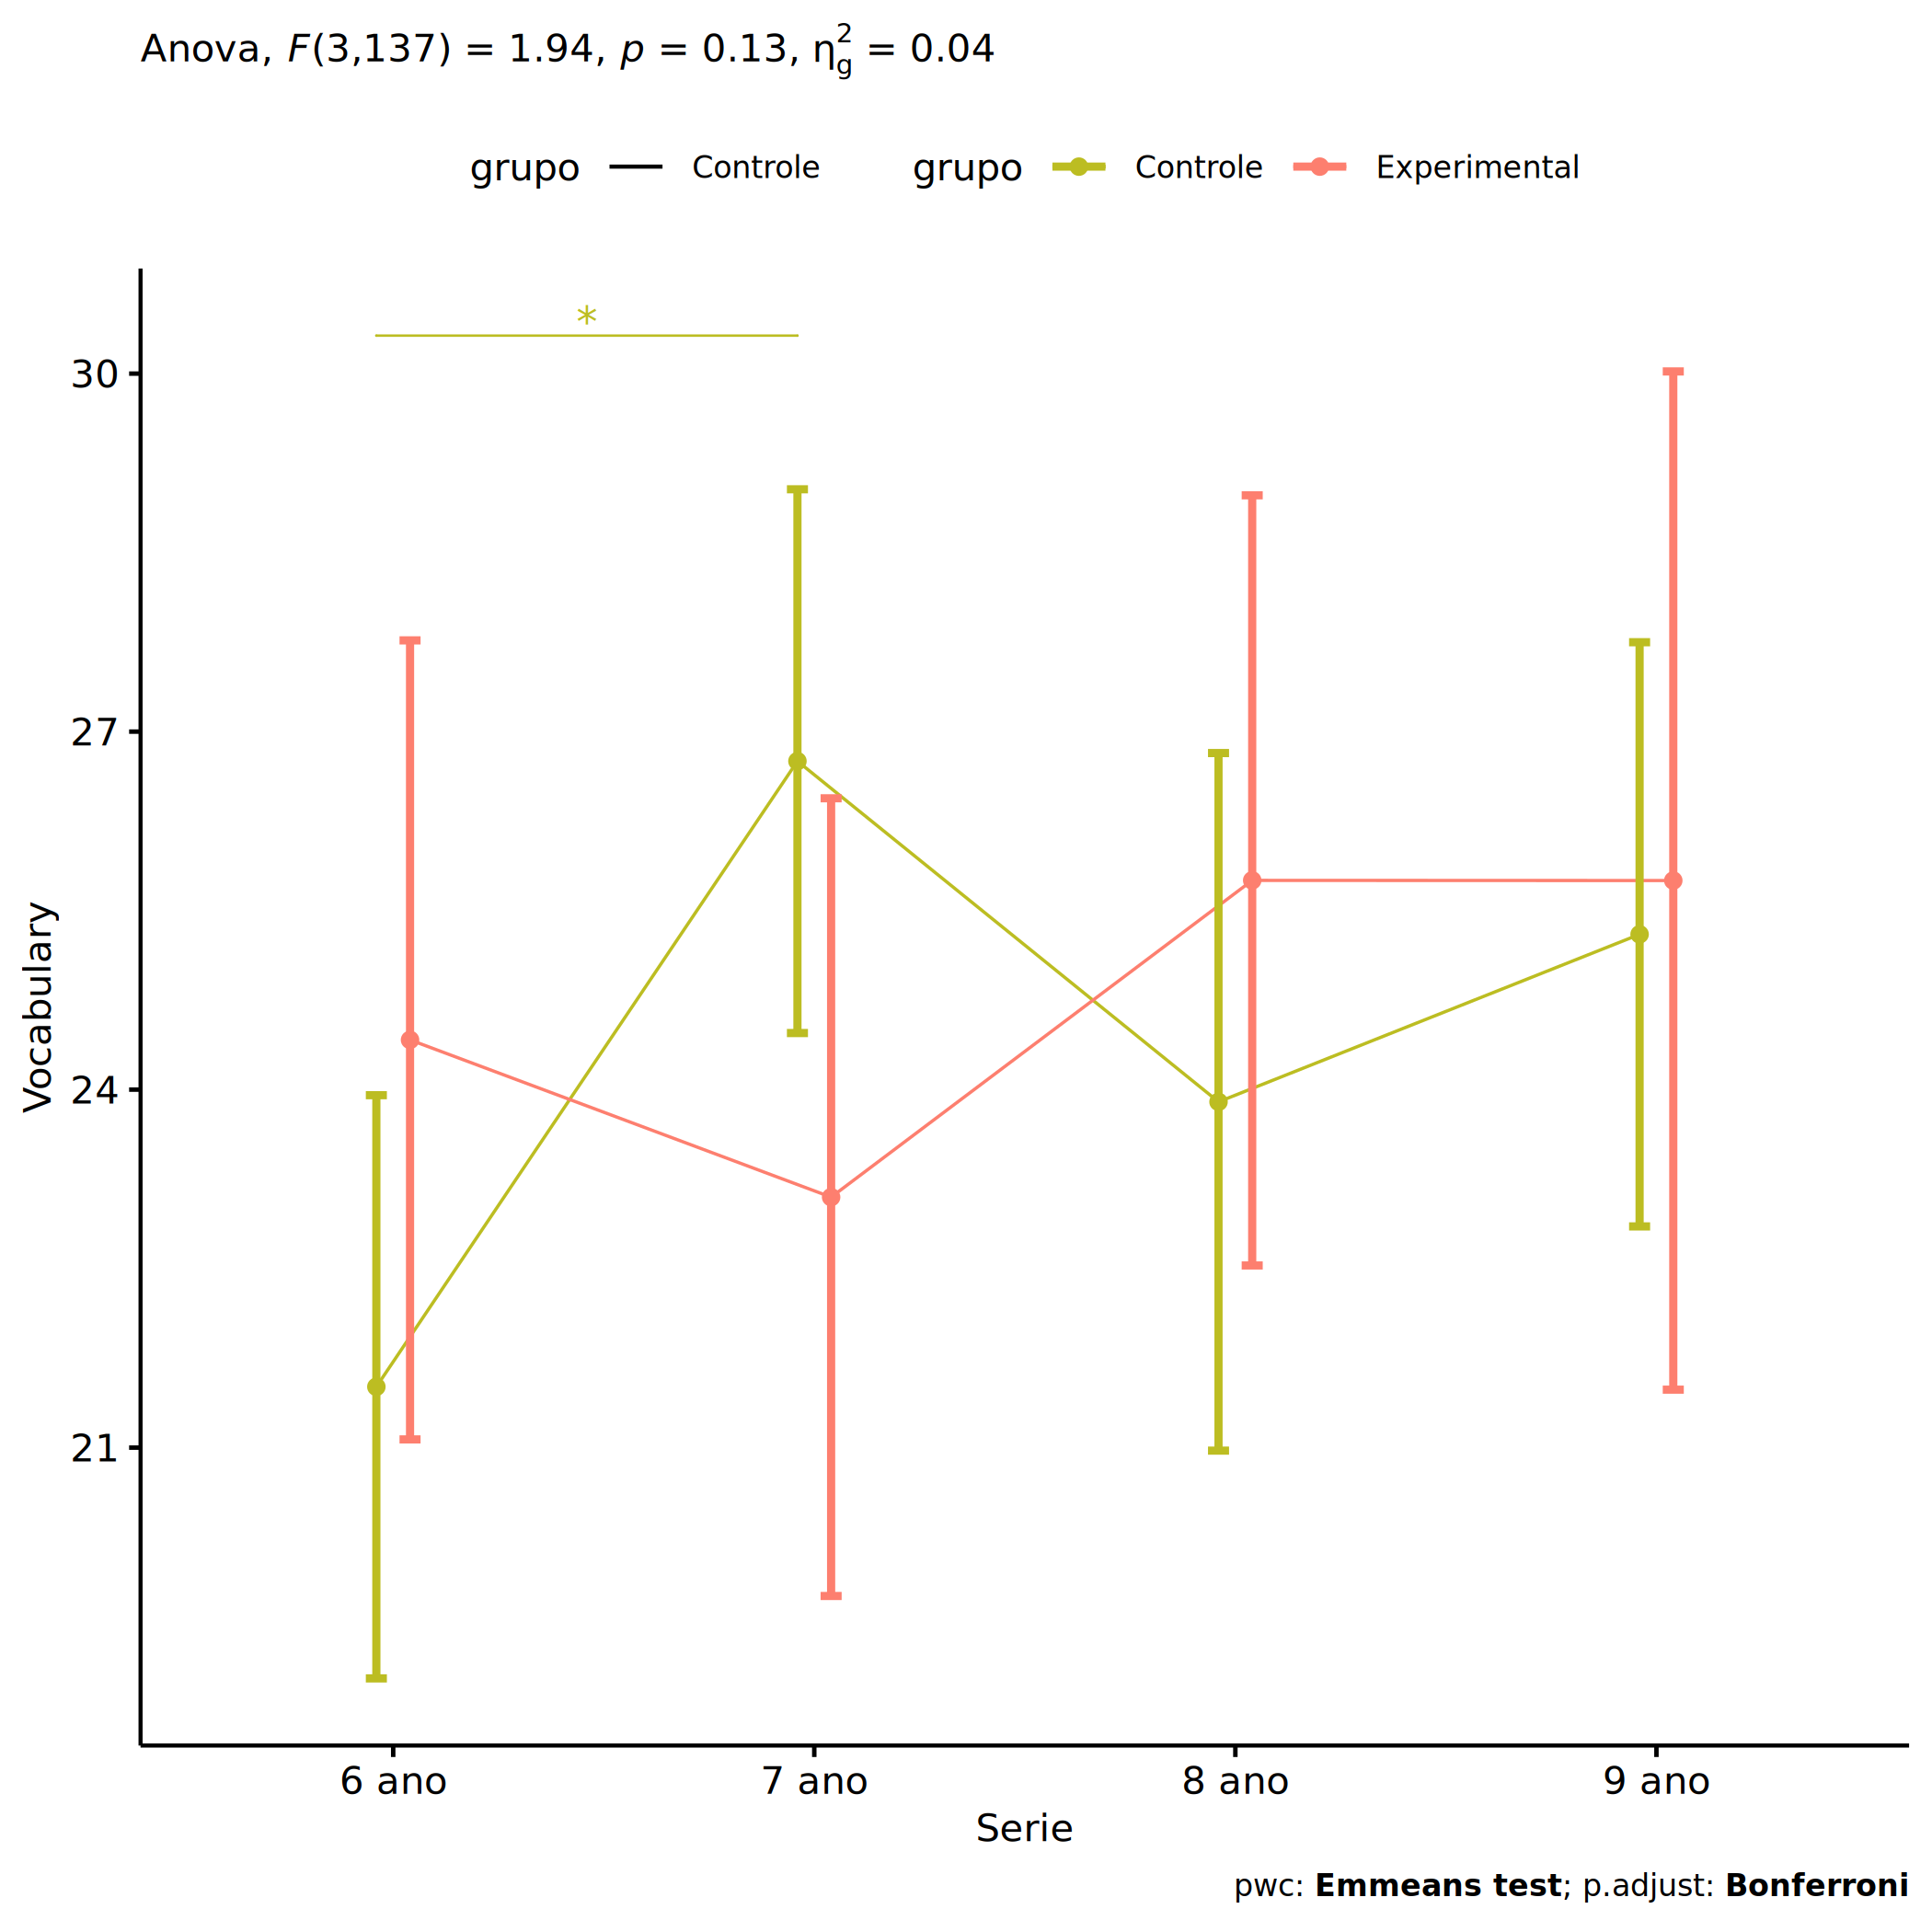 Anova, F(3,137) = 1.94, p = 0.13, η²g = 0.04
grupo Controle grupo Controle Experimental
*
30
27
24
21
Vocabulary
6 ano 7 ano 8 ano 9 ano
Serie
pwc: Emmeans test; p.adjust: Bonferroni